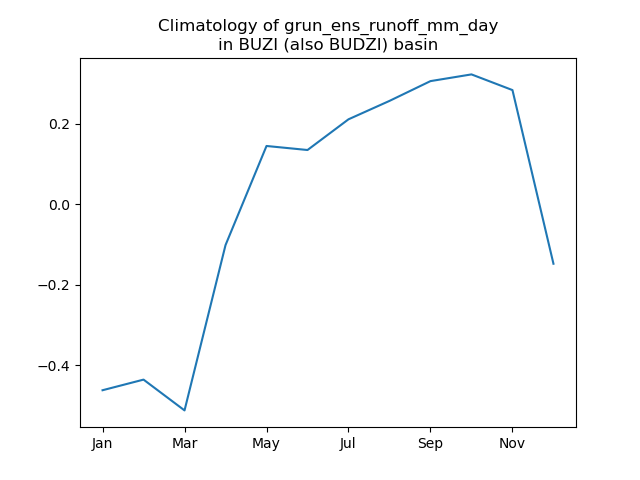 Climatology of grun_ens_runoff_mm_day
in BUZI (also BUDZI) basin
0.2
0.0
−0.2
−0.4
Jan Mar May Jul Sep Nov